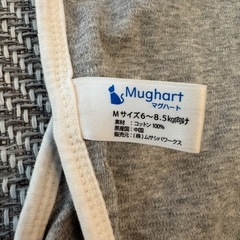 Mughart
マグハート
Mサイズ6〜8.5kg向け
素材：コットン100%
原産国：中国
販売元：(株)ムサシパワークス